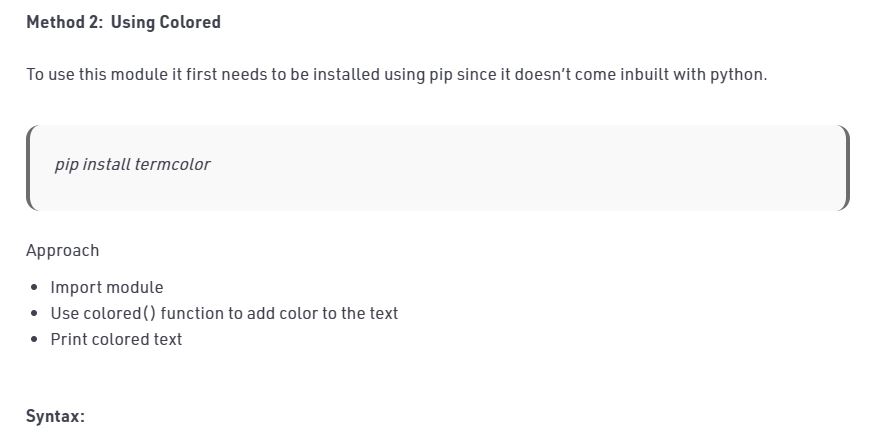 Method 2:  Using Colored
To use this module it first needs to be installed using pip since it doesn’t come inbuilt with python.
pip install termcolor
Approach
• Import module
• Use colored() function to add color to the text
• Print colored text
Syntax: